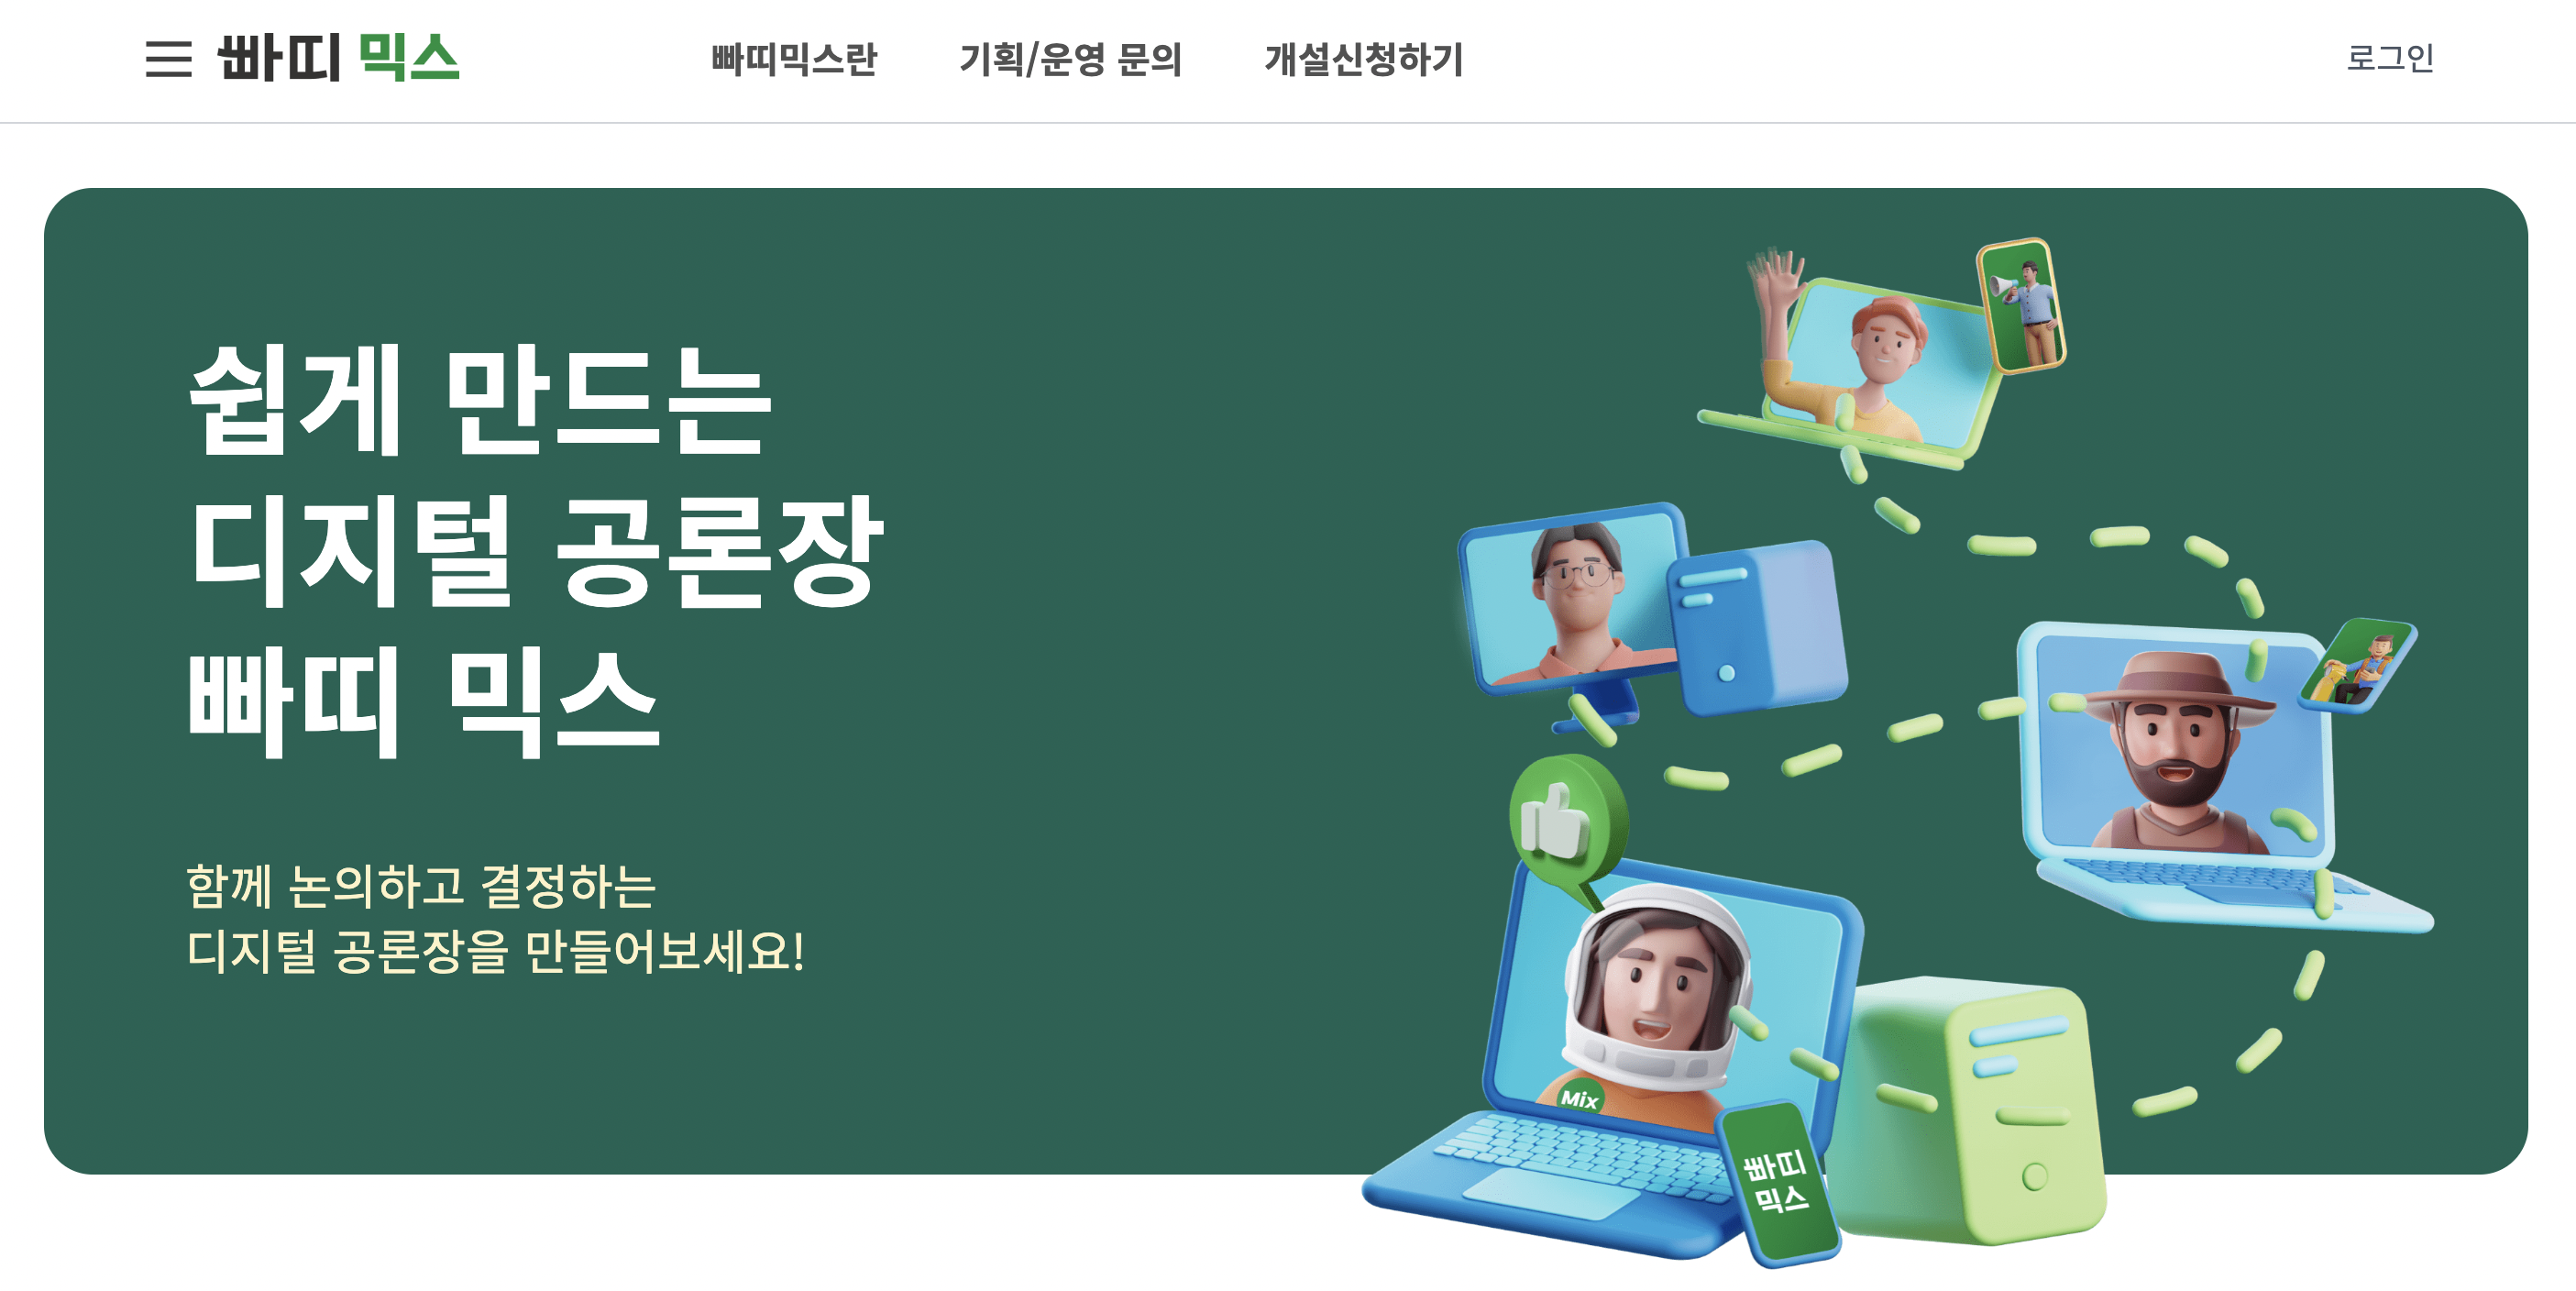 빠띠 믹스
빠띠믹스란
기획/운영 문의
개설신청하기
로그인
쉽게 만드는
디지털 공론장
빠띠 믹스
함께 논의하고 결정하는
디지털 공론장을 만들어보세요!
Mix
빠띠
믹스